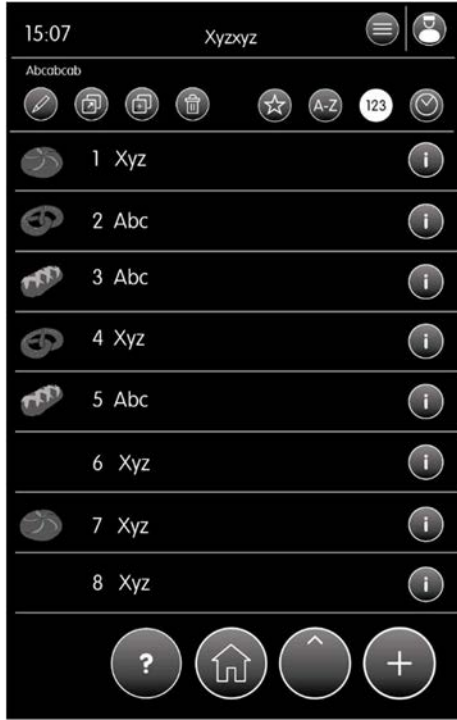 15:07 Xyzxyz
Abcabcab
A-Z 123
1 Xyz i
2 Abc i
3 Abc i
4 Xyz i
5 Abc i
6 Xyz i
7 Xyz i
8 Xyz i
? +